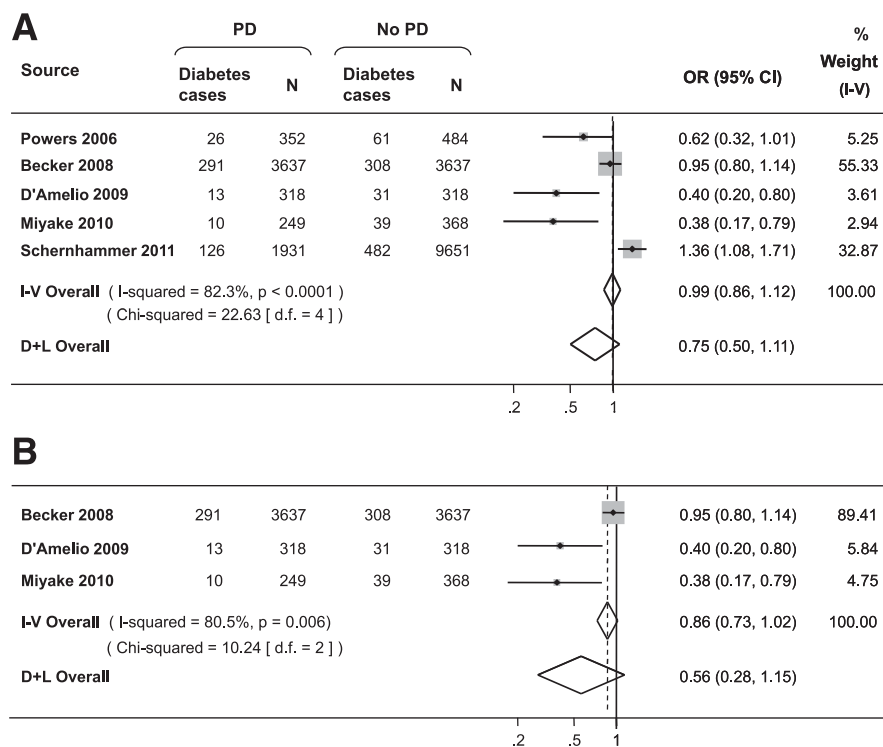 A
PD No PD %
Source Diabetes cases N Diabetes cases N OR (95% CI) Weight (I-V)
Powers 2006 26 352 61 484 0.62 (0.32, 1.01) 5.25
Becker 2008 291 3637 308 3637 0.95 (0.80, 1.14) 55.33
D'Amelio 2009 13 318 31 318 0.40 (0.20, 0.80) 3.61
Miyake 2010 10 249 39 368 0.38 (0.17, 0.79) 2.94
Schernhammer 2011 126 1931 482 9651 1.36 (1.08, 1.71) 32.87
I-V Overall ( I-squared = 82.3%, p < 0.0001 ) 0.99 (0.86, 1.12) 100.00
( Chi-squared = 22.63 [ d.f. = 4 ] )
D+L Overall 0.75 (0.50, 1.11)
.2 .5 1
B
Becker 2008 291 3637 308 3637 0.95 (0.80, 1.14) 89.41
D'Amelio 2009 13 318 31 318 0.40 (0.20, 0.80) 5.84
Miyake 2010 10 249 39 368 0.38 (0.17, 0.79) 4.75
I-V Overall ( I-squared = 80.5%, p = 0.006) 0.86 (0.73, 1.02) 100.00
( Chi-squared = 10.24 [ d.f. = 2 ] )
D+L Overall 0.56 (0.28, 1.15)
.2 .5 1